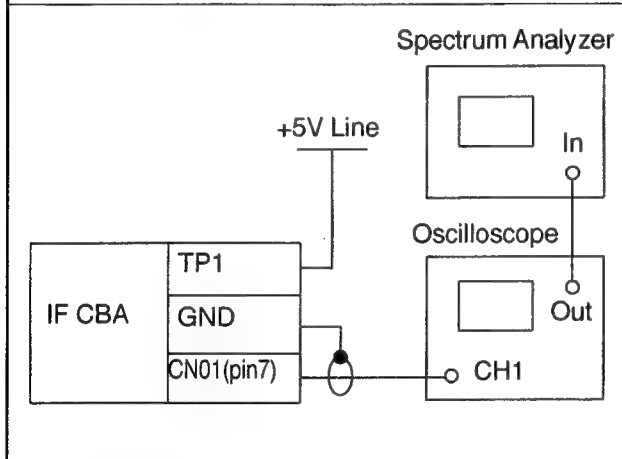 Spectrum Analyzer
+5V Line
In
Oscilloscope
TP1
IF CBA
GND
Out
CN01(pin7)
CH1